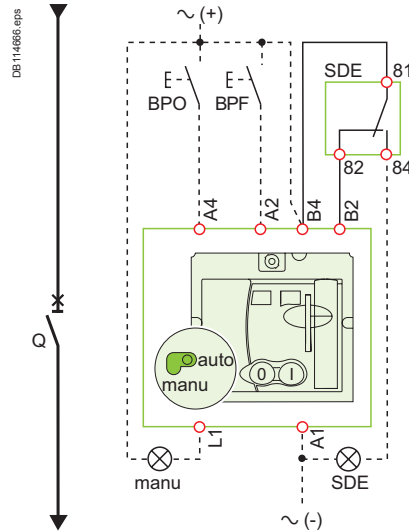 DB114666.eps
∼ (+)
SDE
81
BPO
BPF
82
84
A4
A2
B4
B2
Q
auto
manu
0
I
L1
A1
manu
SDE
∼ (-)